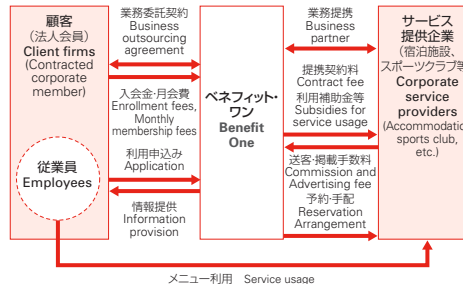 顧客
（法人会員）
Client firms
(Contracted
corporate
member)
従業員
Employees
業務委託契約
Business
outsourcing
agreement
入会金・月会費
Enrollment fees,
Monthly
membership fees
利用申込み
Application
情報提供
Information
provision
ベネフィット・
ワン
Benefit
One
業務提携
Business
partner
提携契約料
Contract fee
利用補助金等
Subsidies for
service usage
送客・掲載手数料
Commission and
Advertising fee
予約・手配
Reservation
Arrangement
サービス
提供企業
（宿泊施設、
スポーツクラブ等
Corporate
service
providers
(Accommodation
sports club,
etc.)
メニュー利用 Service usage